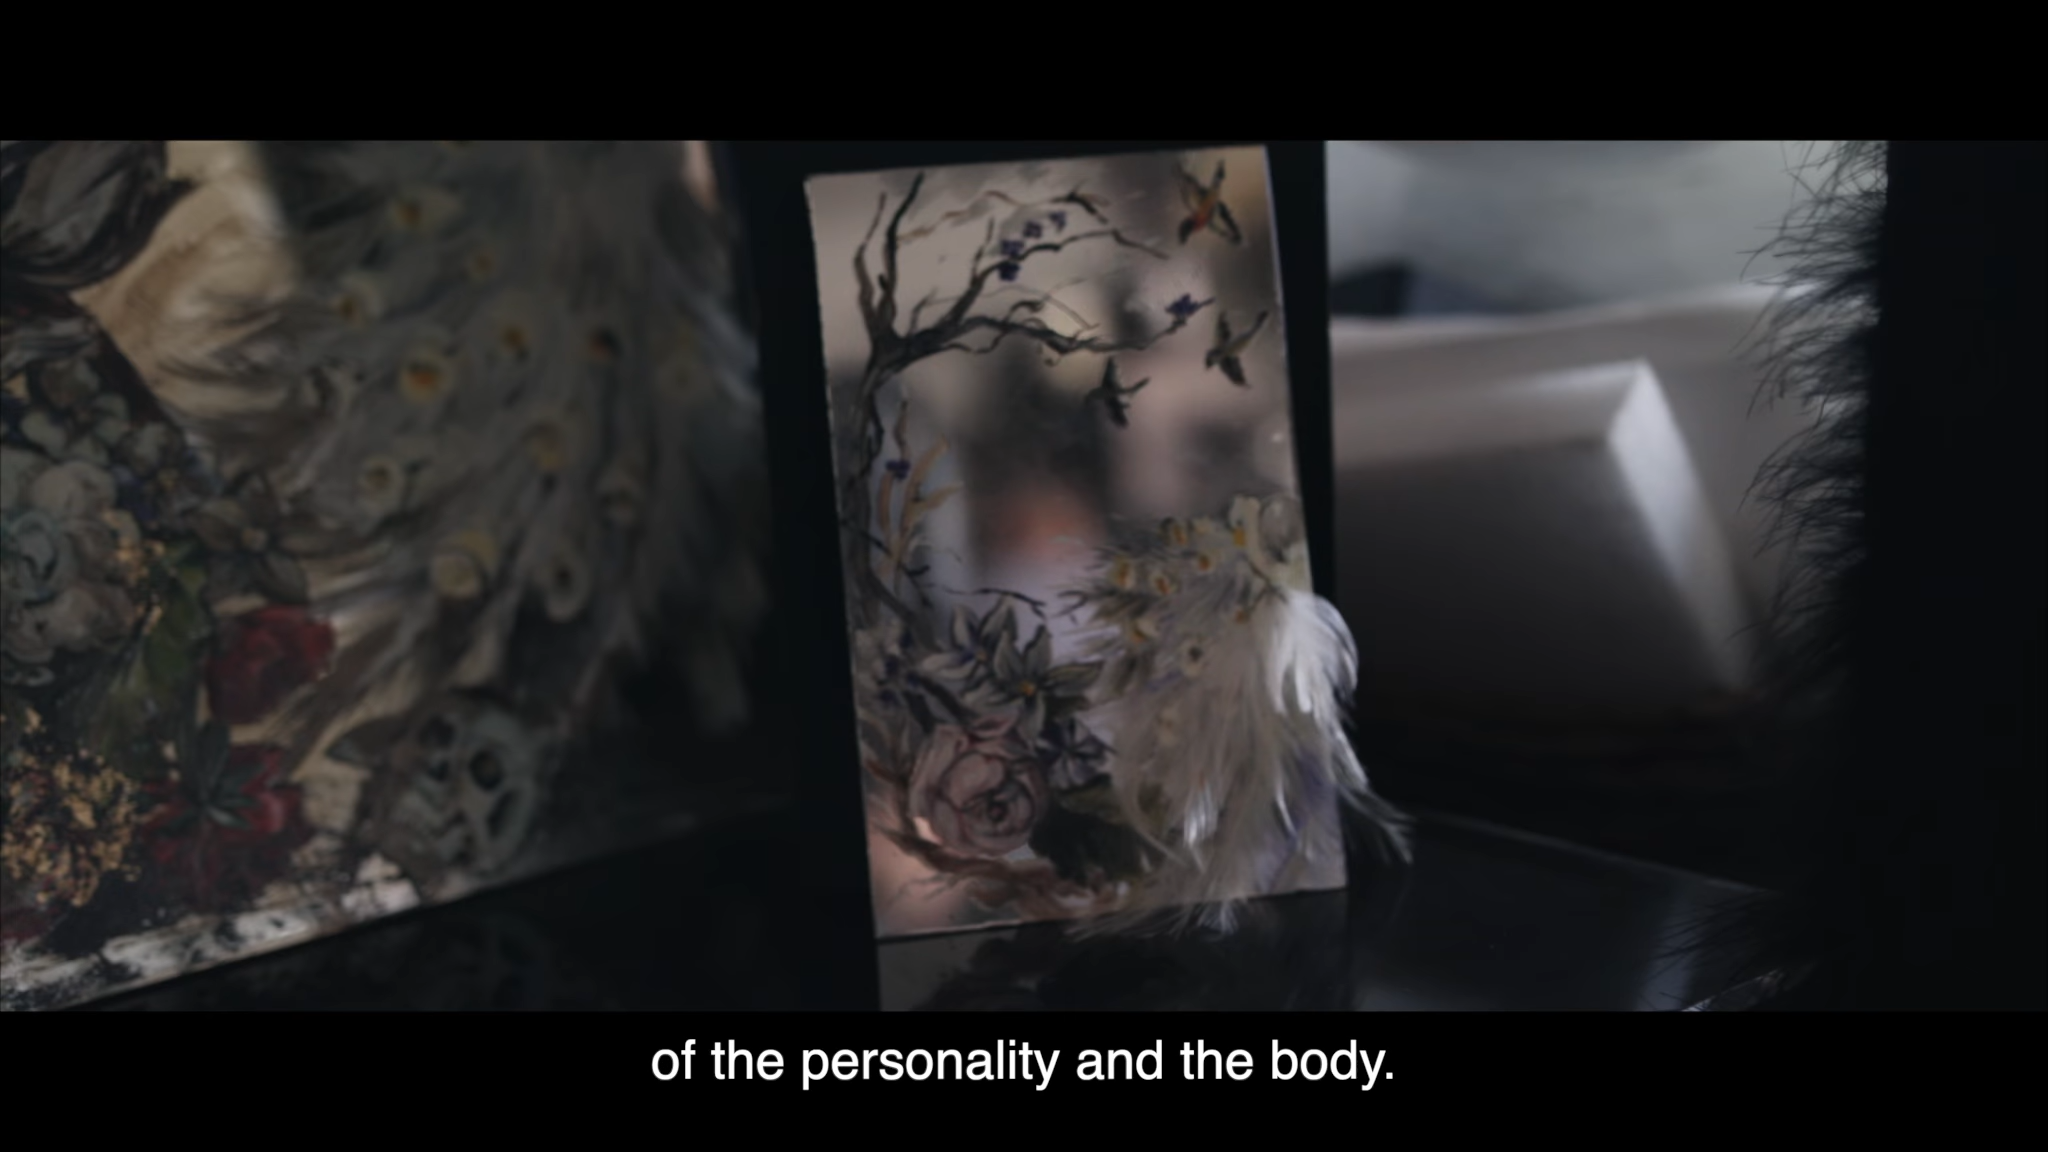 of the personality and the body.